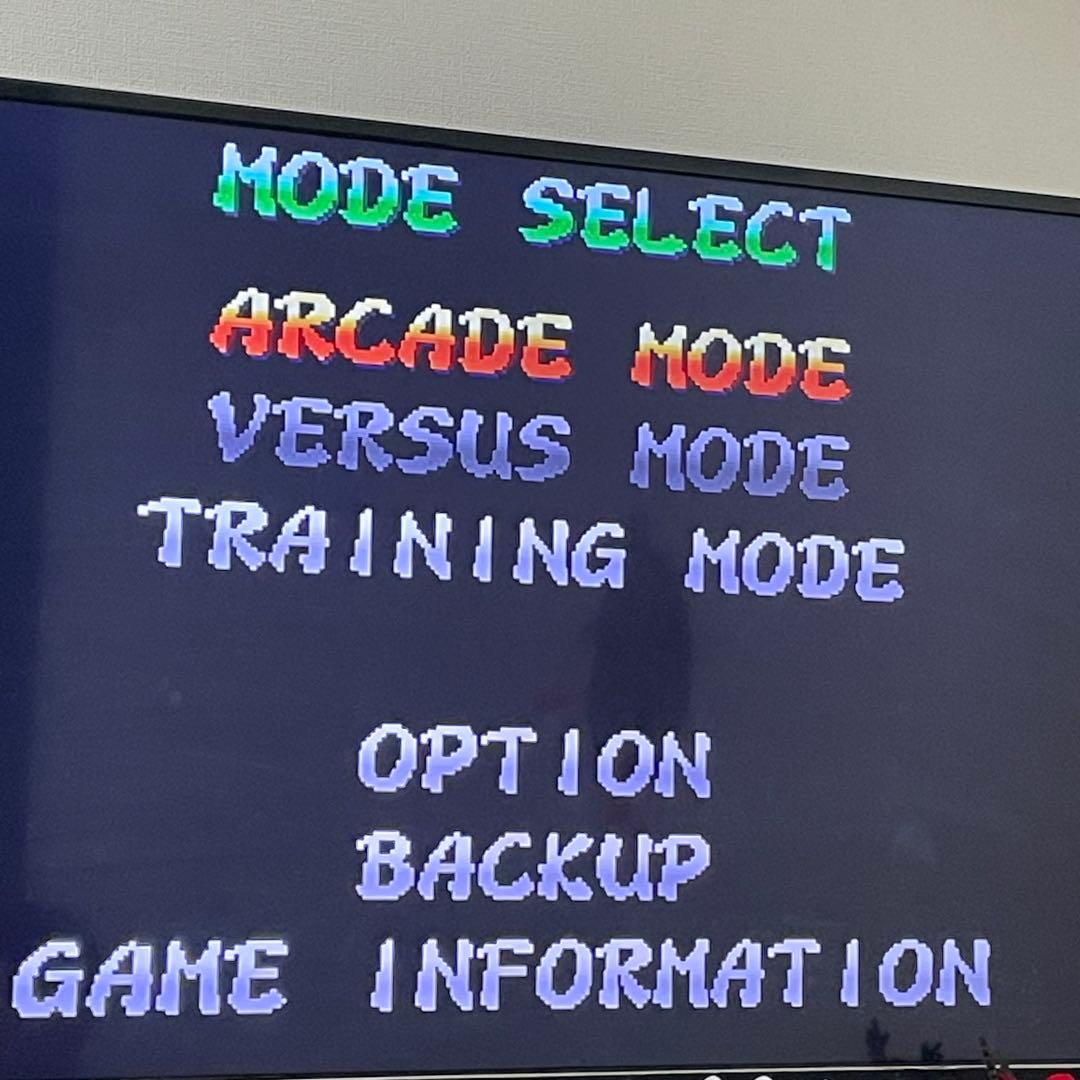 MODE SELECT
ARCADE MODE
VERSUS MODE
TRAINING MODE
OPTION
BACKUP
GAME INFORMATION